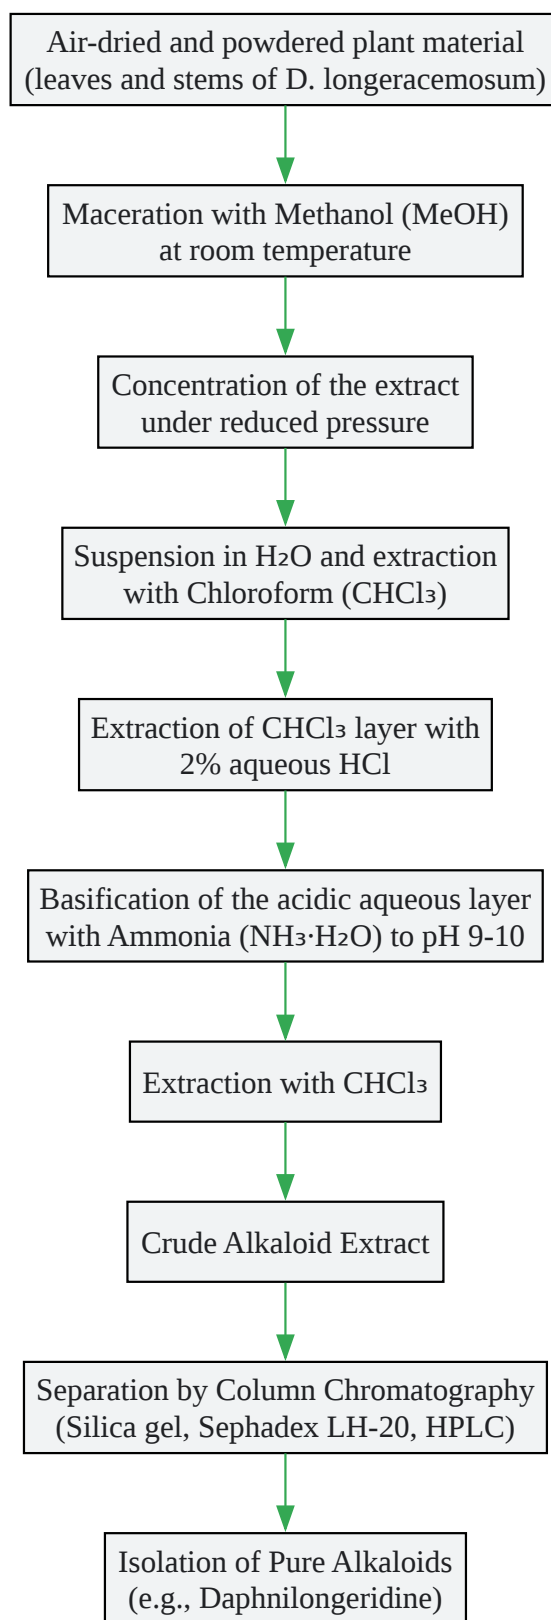 Air-dried and powdered plant material
(leaves and stems of D. longeracemosum)
Maceration with Methanol (MeOH)
at room temperature
Concentration of the extract
under reduced pressure
Suspension in H₂O and extraction
with Chloroform (CHCl₃)
Extraction of CHCl₃ layer with
2% aqueous HCl
Basification of the acidic aqueous layer
with Ammonia (NH₃·H₂O) to pH 9-10
Extraction with CHCl₃
Crude Alkaloid Extract
Separation by Column Chromatography
(Silica gel, Sephadex LH-20, HPLC)
Isolation of Pure Alkaloids
(e.g., Daphnilongeridine)